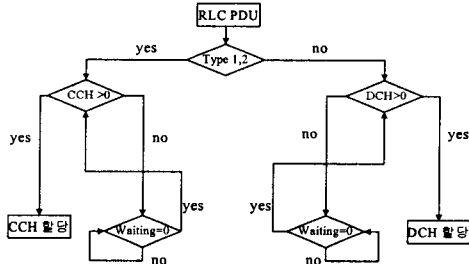 RLC PDU
yes
no
Type 1,2
CCH >0
DCH>0
yes
no
no
yes
yes
yes
CCH 할당
Waiting=0
Waiting=0
DCH 할당
no
no